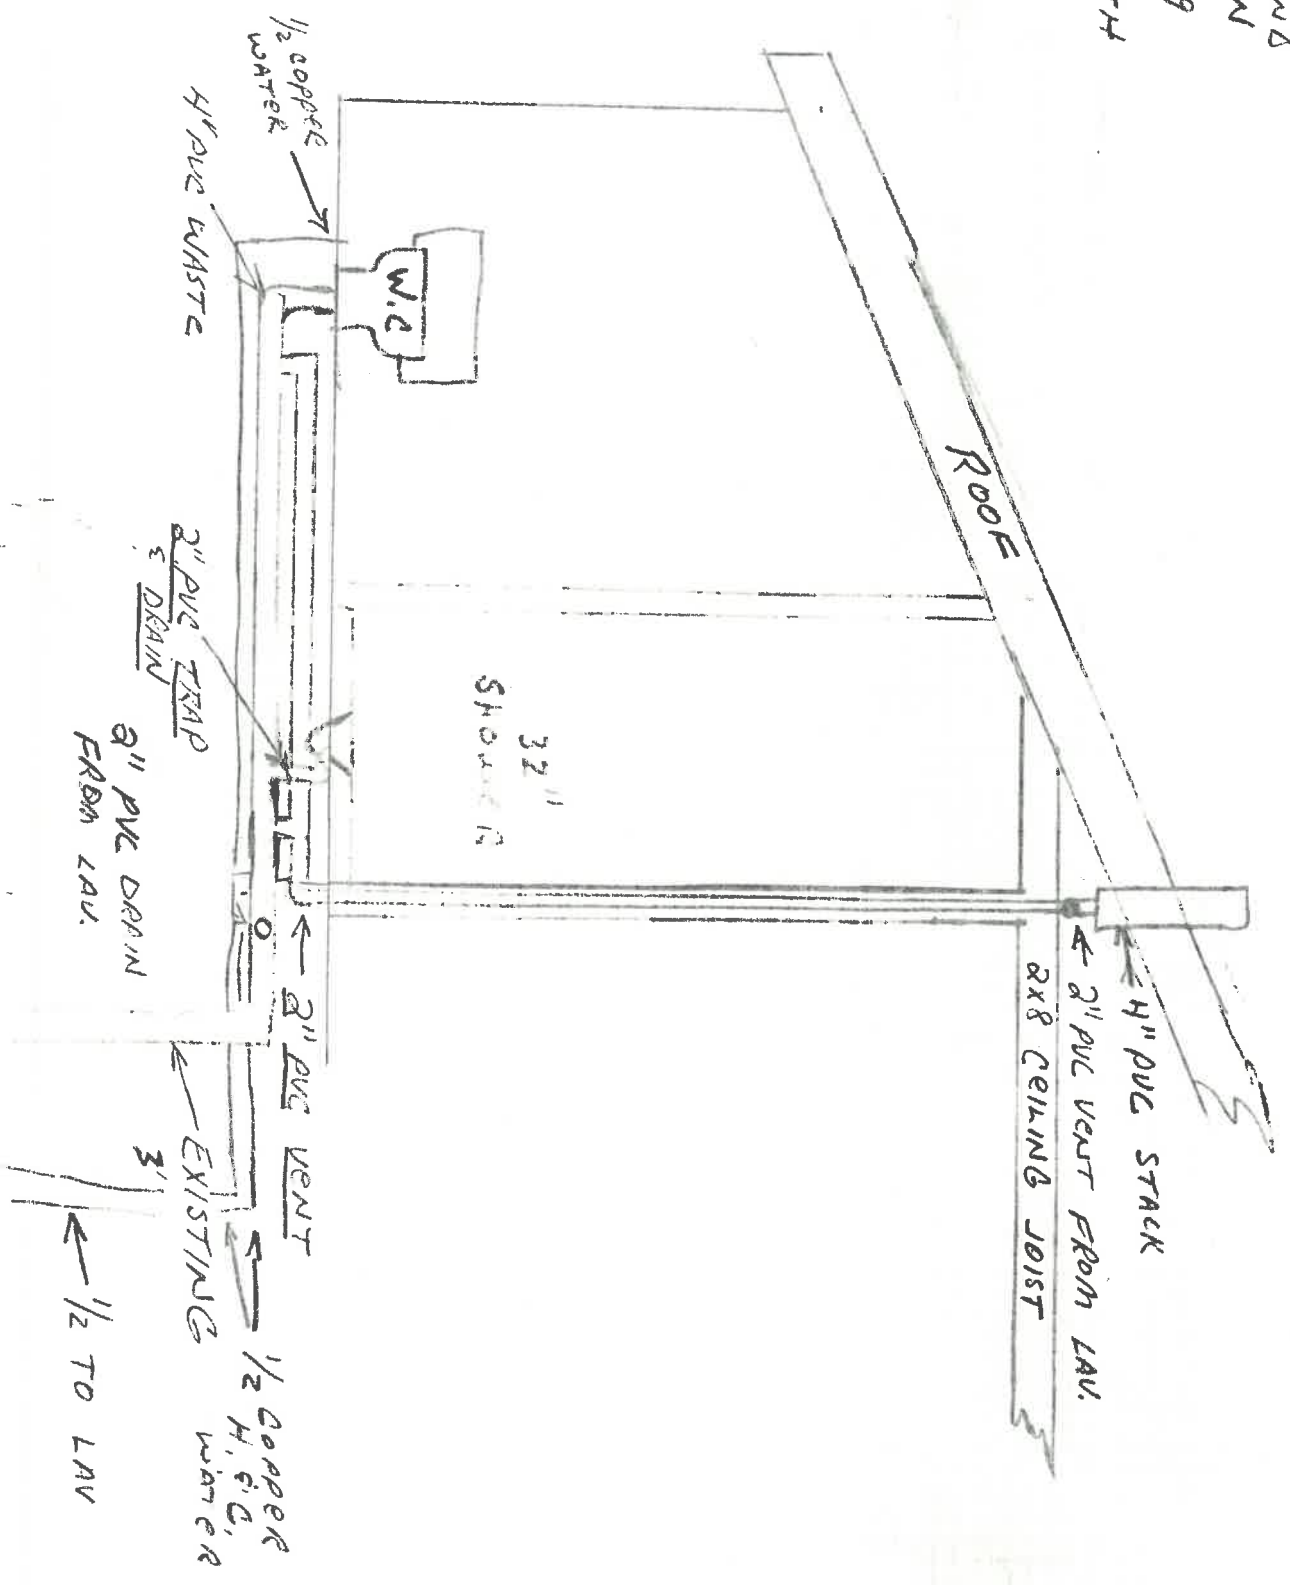 ROOF
4" PVC STACK
2" PVC VENT FROM LAV.
2x8 CEILING JOIST
32"
SHOWER
W.C
1/2 COPPER
WATER
4" PVC WASTE
2" PVC TRAP
& DRAIN
2" PVC DRAIN
FROM LAV.
2" PVC VENT
EXISTING
3'
1/2 COPPER
H. & C.
WATER
1/2 TO LAV